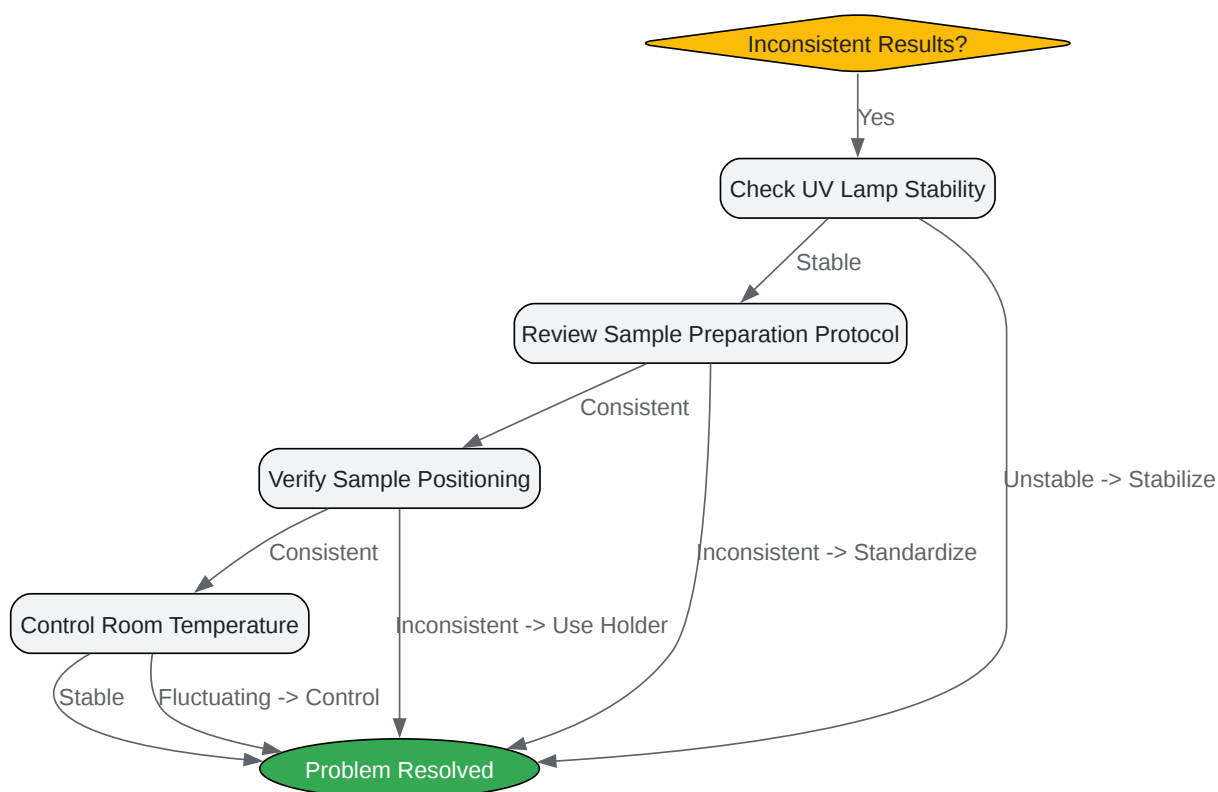 Inconsistent Results?
Yes
Check UV Lamp Stability
Stable
Review Sample Preparation Protocol
Consistent
Verify Sample Positioning
Unstable -> Stabilize
Consistent
Inconsistent -> Standardize
Control Room Temperature
Inconsistent -> Use Holder
Stable
Fluctuating -> Control
Problem Resolved